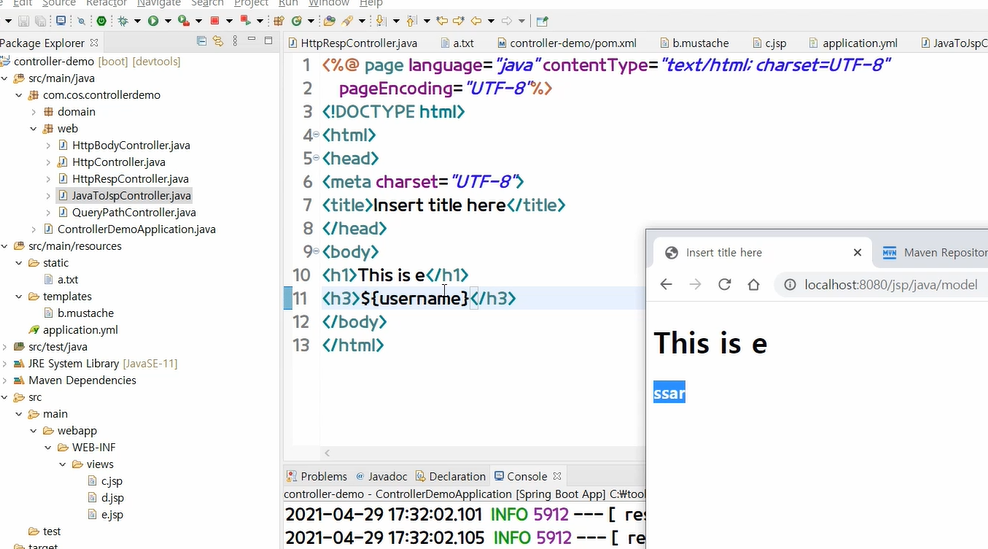 e Source Refactor Navigate Search Project Run Window Help
Package Explorer
controller-demo [boot] [devtools]
src/main/java
com.cos.controllerdemo
domain
web
HttpBodyController.java
HttpController.java
HttpRespController.java
JavaToJspController.java
QueryPathController.java
ControllerDemoApplication.java
src/main/resources
static
a.txt
templates
b.mustache
application.yml
src/test/java
JRE System Library [JavaSE-11]
Maven Dependencies
src
main
webapp
WEB-INF
views
c.jsp
d.jsp
e.jsp
test
target
HttpRespController.java a.txt controller-demo/pom.xml b.mustache c.jsp application.yml JavaToJspC
1 <%@ page language="java" contentType="text/html; charset=UTF-8"
2 pageEncoding="UTF-8"%>
3 <!DOCTYPE html>
4 <html>
5 <head>
6 <meta charset="UTF-8">
7 <title>Insert title here</title>
8 </head>
9 <body>
10 <h1>This is e</h1>
11 <h3>${username}</h3>
12 </body>
13 </html>
Problems Javadoc Declaration Console
controller-demo - ControllerDemoApplication [Spring Boot App] C:₩tool
2021-04-29 17:32:02.101 INFO 5912 --- [ res
2021-04-29 17:32:02.105 INFO 5912 --- [ res
Insert title here Maven Repositor
localhost:8080/jsp/java/model
This is e
ssar